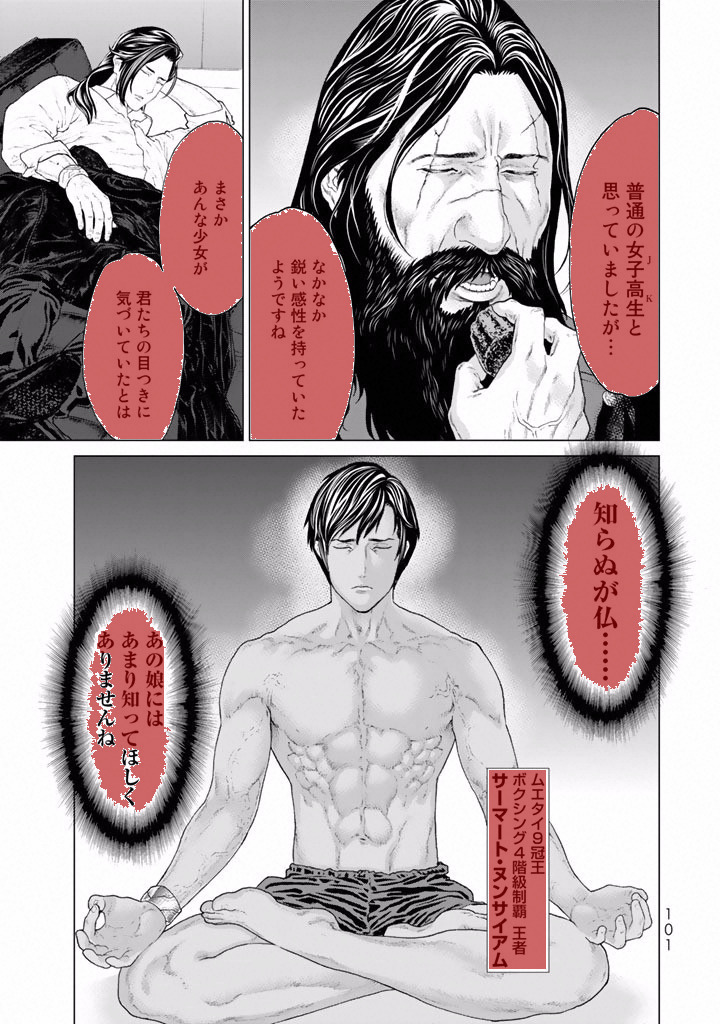 普通の女子高生と
JK
思っていましたが…
なかなか
鋭い感性を持っていた
ようですね
まさか
あんな少女が
君たちの目つきに
気づいていたとは
知らぬが仏……
あの娘には
あまり知ってほしく
ありませんね
ムエタイ9冠王
ボクシング4階級制覇 王者
サーマート・ヌンサイアム
101